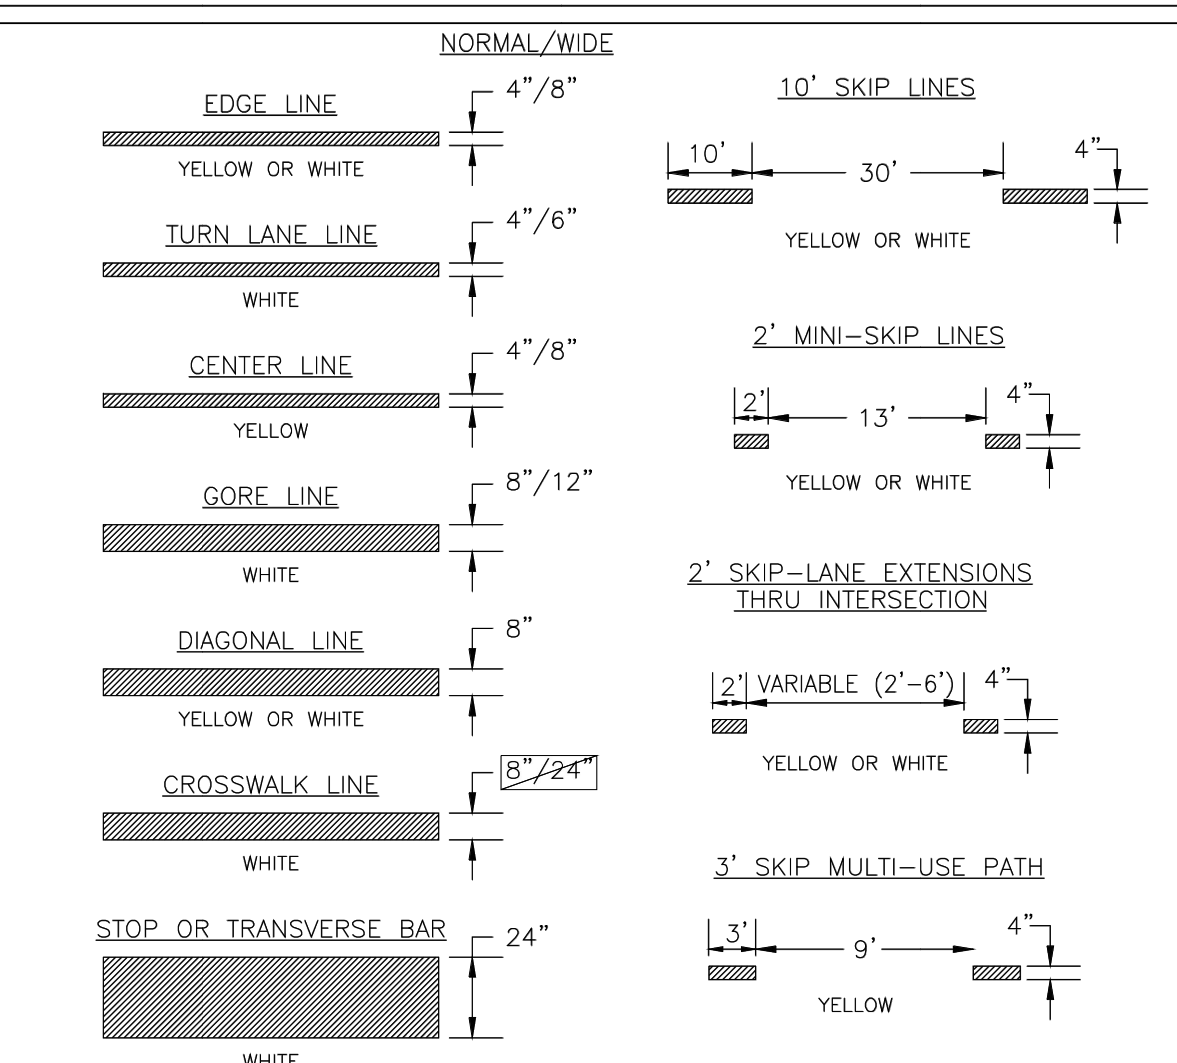 NORMAL/WIDE
EDGE LINE
4"/8"
YELLOW OR WHITE
TURN LANE LINE
4"/6"
WHITE
CENTER LINE
4"/8"
YELLOW
GORE LINE
8"/12"
WHITE
DIAGONAL LINE
8"
YELLOW OR WHITE
CROSSWALK LINE
8"/24"
WHITE
STOP OR TRANSVERSE BAR
24"
WHITE
10' SKIP LINES
10'
30'
4"
YELLOW OR WHITE
2' MINI-SKIP LINES
2'
13'
4"
YELLOW OR WHITE
2' SKIP-LANE EXTENSIONS
THRU INTERSECTION
2'
VARIABLE (2'-6')
4"
YELLOW OR WHITE
3' SKIP MULTI-USE PATH
3'
9'
4"
YELLOW